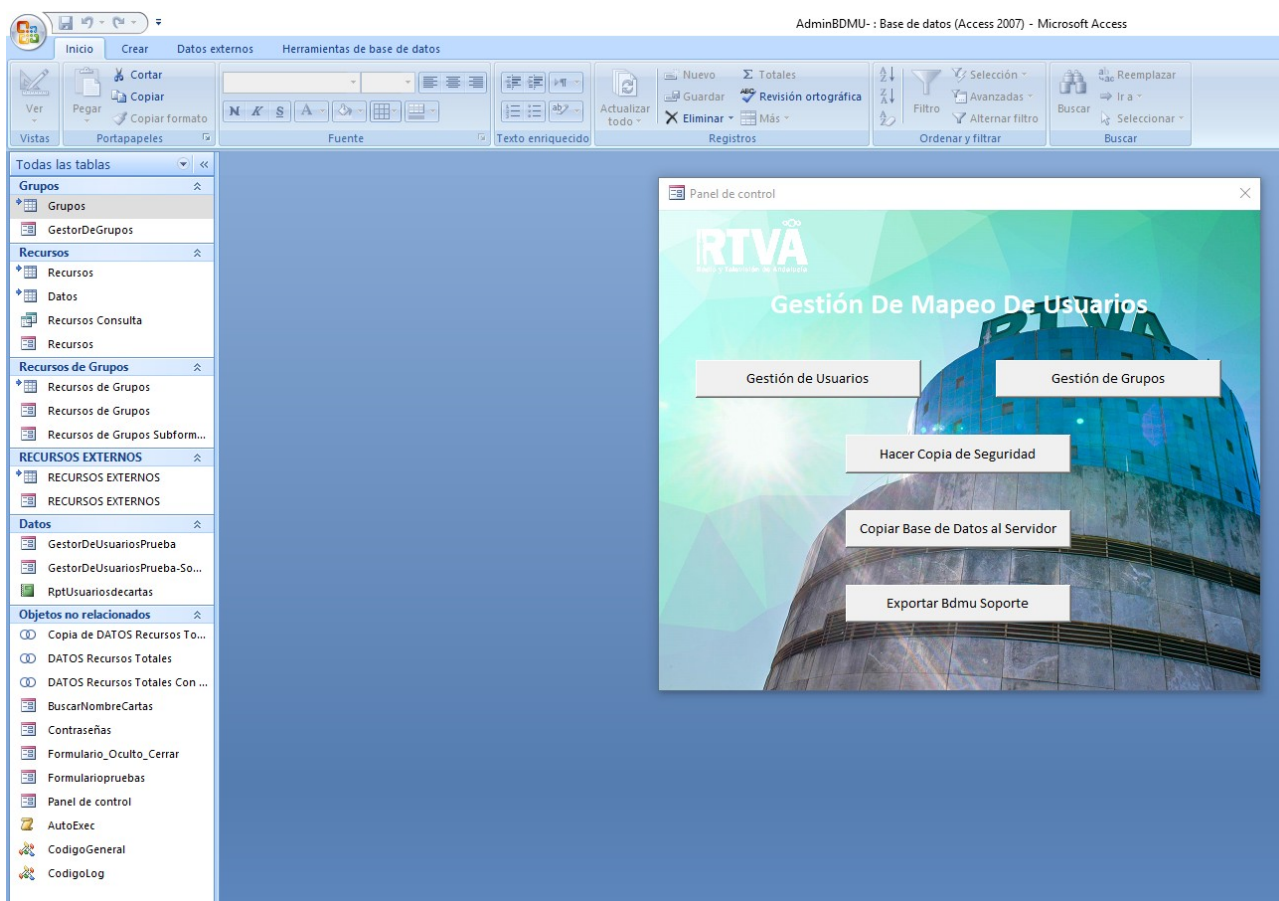 AdminBDMU- : Base de datos (Access 2007) - Microsoft Access
Inicio Crear Datos externos Herramientas de base de datos
Ver
Vistas
Pegar
Cortar
Copiar
Copiar formato
Portapapeles
N K S A
Fuente
Texto enriquecido
Actualizar
todo
Nuevo
Guardar
Eliminar
Totales
Revisión ortográfica
Más
Registros
Filtro
Selección
Avanzadas
Alternar filtro
Ordenar y filtrar
Buscar
Reemplazar
Ir a
Seleccionar
Buscar
Todas las tablas
Grupos
Grupos
GestorDeGrupos
Recursos
Recursos
Datos
Recursos Consulta
Recursos
Recursos de Grupos
Recursos de Grupos
Recursos de Grupos
Recursos de Grupos Subform...
RECURSOS EXTERNOS
RECURSOS EXTERNOS
RECURSOS EXTERNOS
Datos
GestorDeUsuariosPrueba
GestorDeUsuariosPrueba-So...
RptUsuariosdecartas
Objetos no relacionados
Copia de DATOS Recursos To...
DATOS Recursos Totales
DATOS Recursos Totales Con ...
BuscarNombreCartas
Contraseñas
Formulario_Oculto_Cerrar
Formulariopruebas
Panel de control
AutoExec
CodigoGeneral
CodigoLog
Panel de control
RTVA
Radio y Televisión de Andalucía
Gestión De Mapeo De Usuarios
RTVA
Gestión de Usuarios
Gestión de Grupos
Hacer Copia de Seguridad
Copiar Base de Datos al Servidor
Exportar Bdmu Soporte